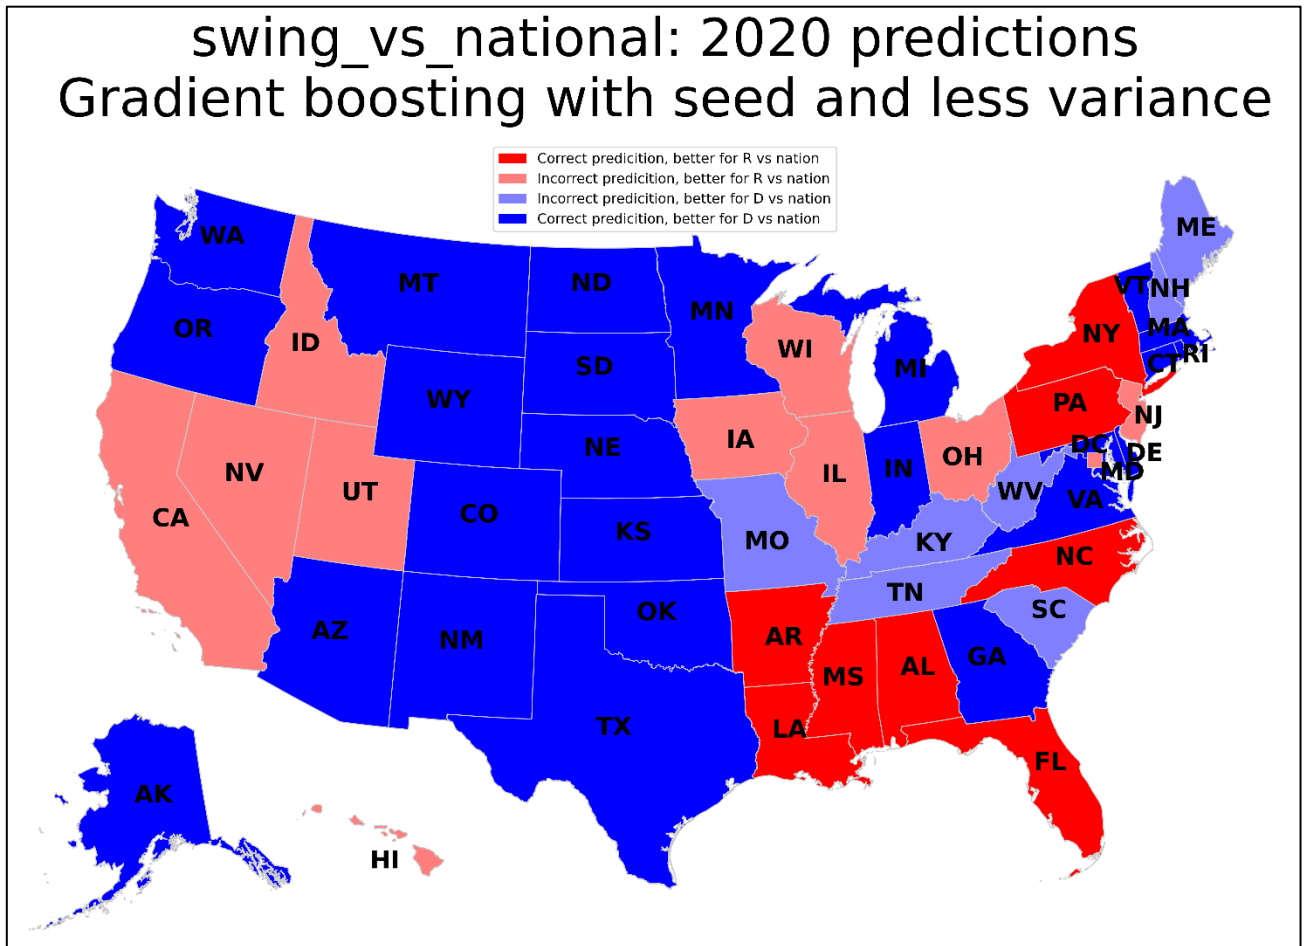 swing_vs_national: 2020 predictions
Gradient boosting with seed and less variance
Correct predicition, better for R vs nation
Incorrect predicition, better for R vs nation
Incorrect predicition, better for D vs nation
Correct predicition, better for D vs nation
ME
WA
MT
ND
MN
VT
NH
OR
ID
WI
NY
MA
SD
MI
CT
RI
WY
PA
NE
IA
NJ
NV
IL
IN
OH
DC
DE
UT
WV
MD
CA
CO
KS
MO
KY
VA
NC
TN
AZ
NM
OK
AR
SC
MS
AL
GA
TX
LA
FL
AK
HI